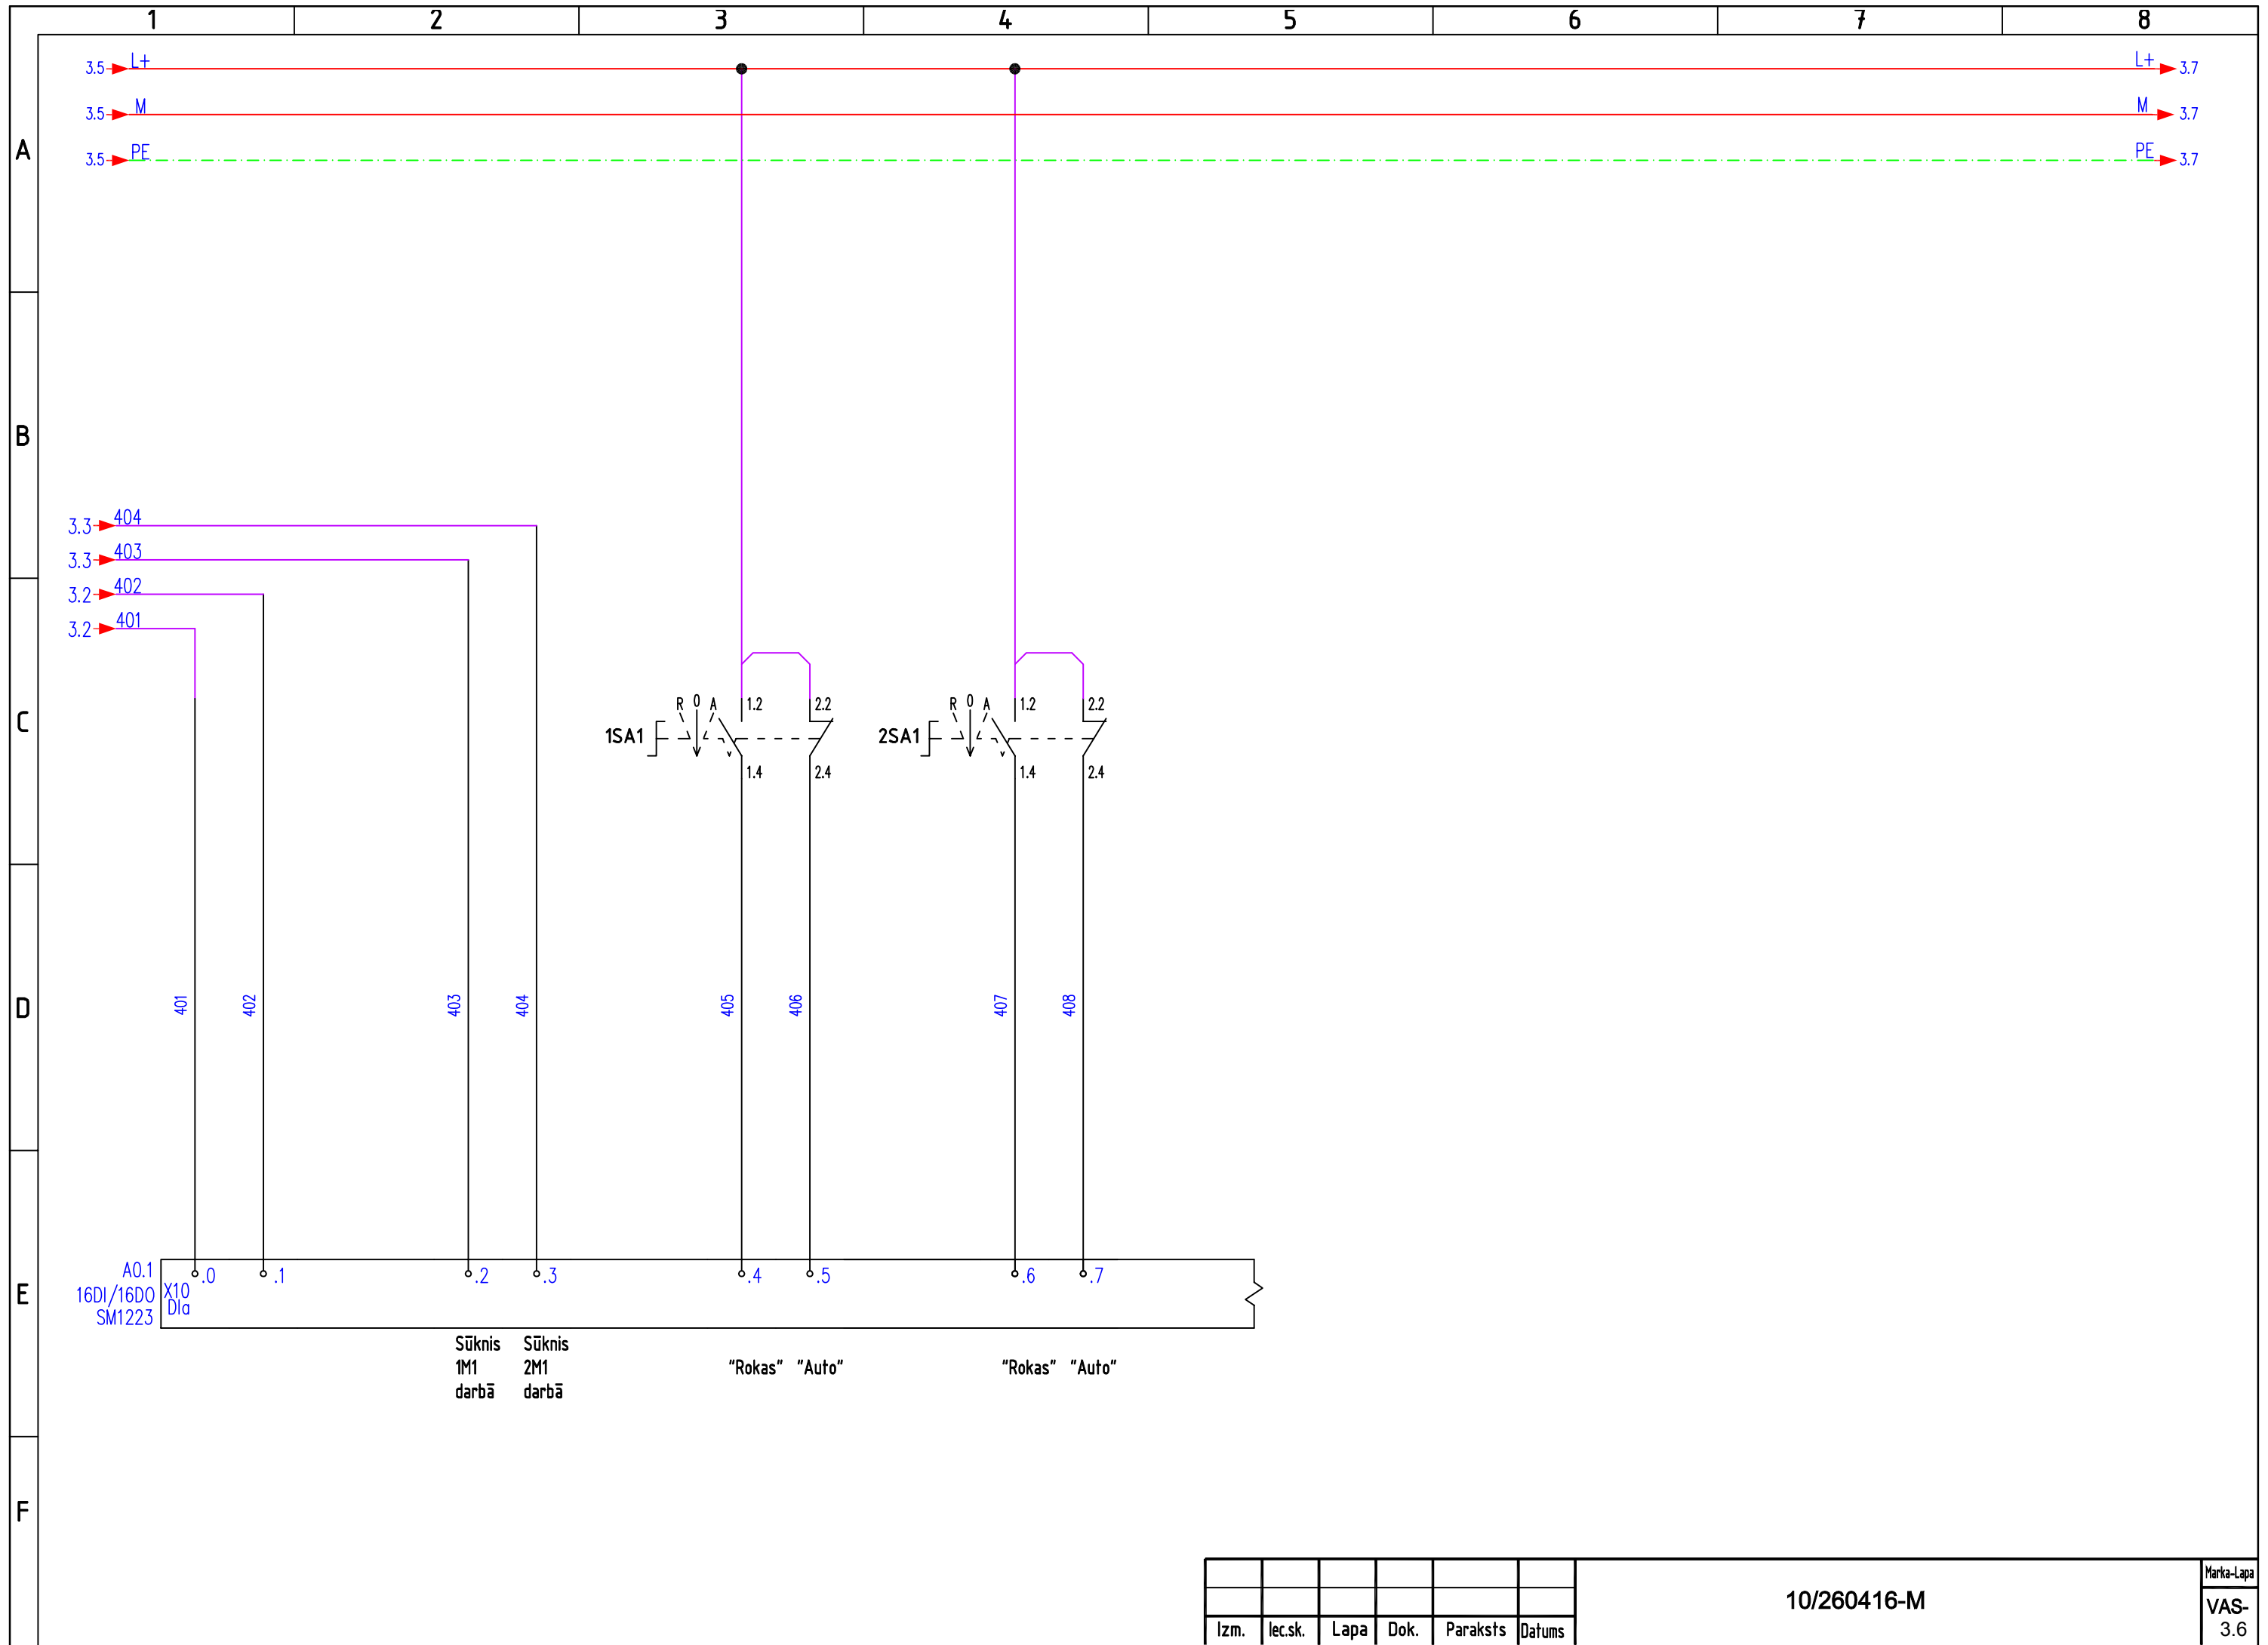 1 2 3 4 5 6 7 8
3.5 L+ L+ 3.7
3.5 M M 3.7
A
3.5 PE PE 3.7
B
3.3 404
3.3 403
3.2 402
3.2 401
C
R 0 A 1.2 2.2 R 0 A 1.2 2.2
1SA1 2SA1
1.4 2.4 1.4 2.4
D
401 402 403 404 405 406 407 408
E
A0.1 .0 .1 .2 .3 .4 .5 .6 .7
16DI/16DO X10
DIa
SM1223
Sūknis Sūknis
1M1 2M1 "Rokas" "Auto" "Rokas" "Auto"
darbā darbā
F
Marka-Lapa
10/260416-M
VAS-
3.6
Izm. Iec.sk. Lapa Dok. Paraksts Datums